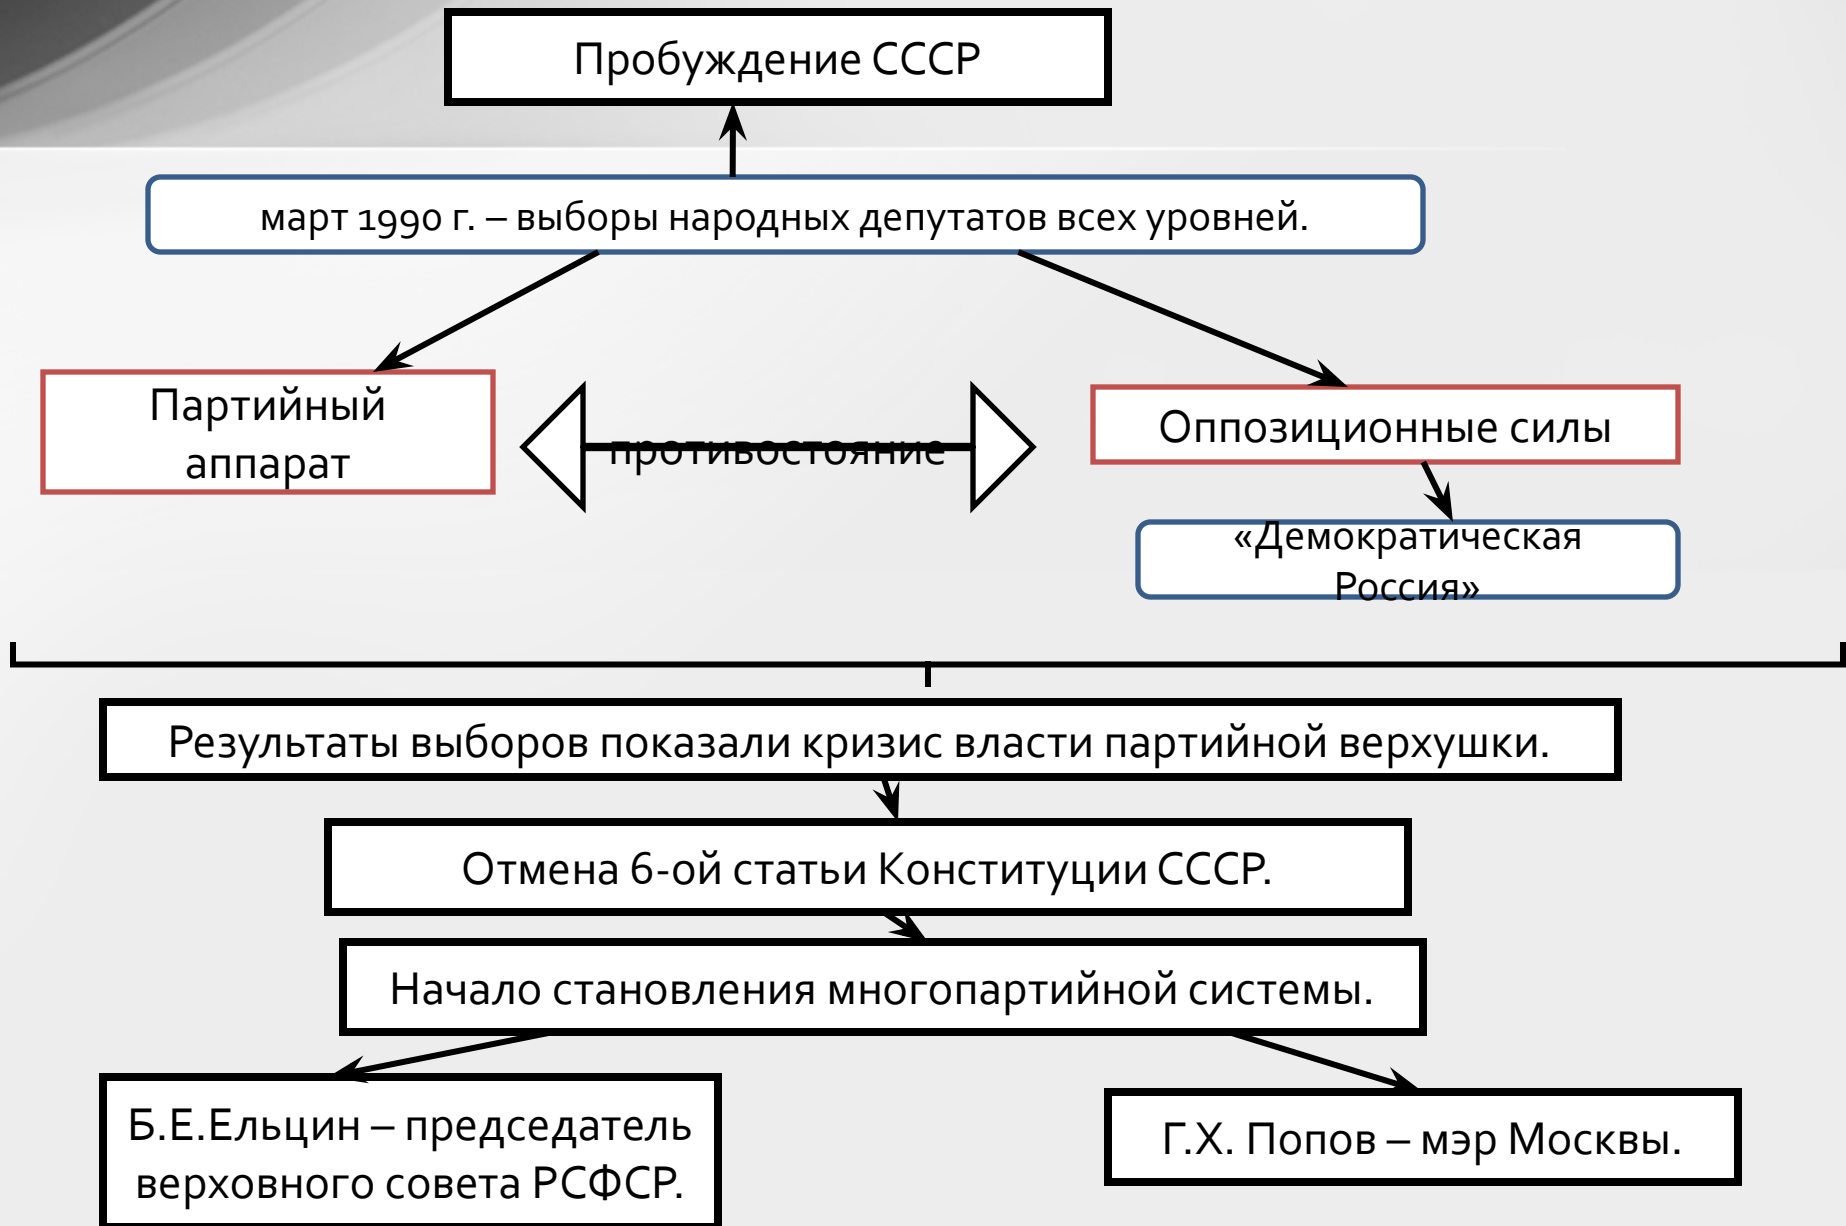 Пробуждение СССР
март 1990 г. – выборы народных депутатов всех уровней.
Партийный
аппарат
противостояние
Оппозиционные силы
«Демократическая
Россия»
Результаты выборов показали кризис власти партийной верхушки.
Отмена 6-ой статьи Конституции СССР.
Начало становления многопартийной системы.
Б.Е.Ельцин – председатель
верховного совета РСФСР.
Г.Х. Попов – мэр Москвы.